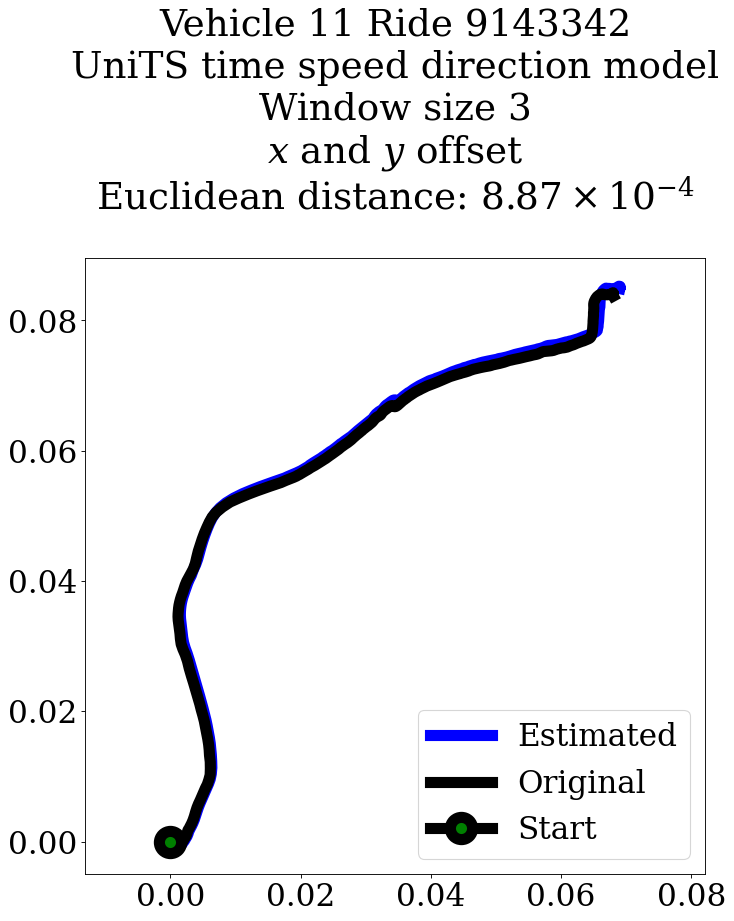 Vehicle 11 Ride 9143342
UniTS time speed direction model
Window size 3
x and y offset
Euclidean distance: 8.87 × 10⁻⁴
0.08
0.06
0.04
0.02
0.00
Estimated
Original
Start
0.00 0.02 0.04 0.06 0.08